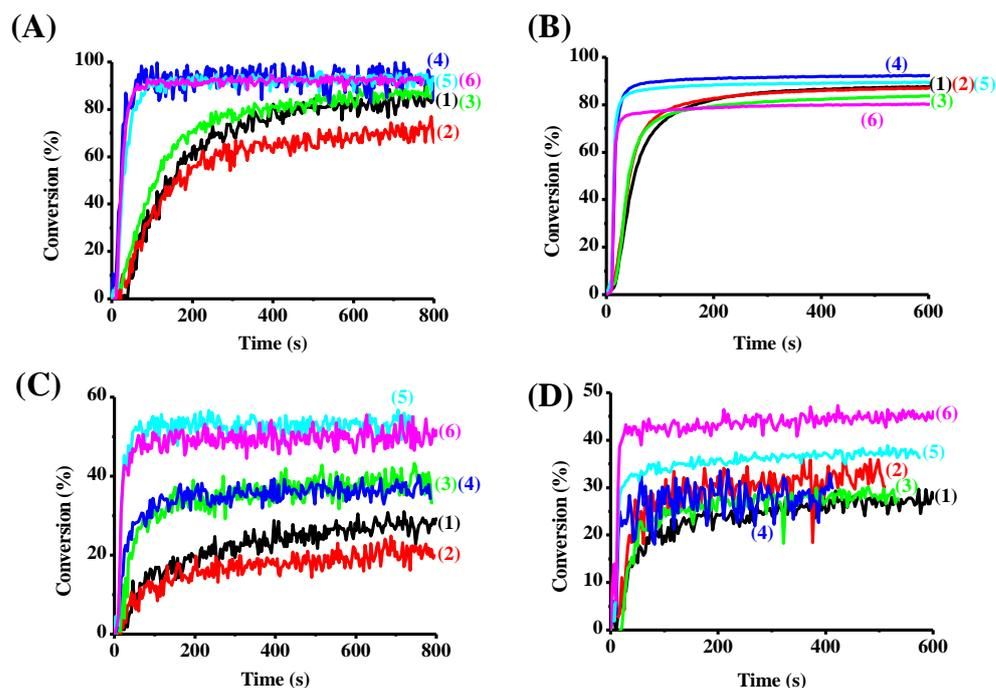 (A)
100
80
60
40
20
0
Conversion (%)
0 200 400 600 800
Time (s)
(4)
(5) (6)
(1) (3)
(2)
(B)
100
80
60
40
20
0
Conversion (%)
0 200 400 600
Time (s)
(4)
(1) (2) (5)
(3)
(6)
(C)
60
40
20
0
Conversion (%)
0 200 400 600 800
Time (s)
(5)
(6)
(3) (4)
(1)
(2)
(D)
50
40
30
20
10
0
Conversion (%)
0 200 400 600
Time (s)
(6)
(5)
(2)
(3)
(1)
(4)